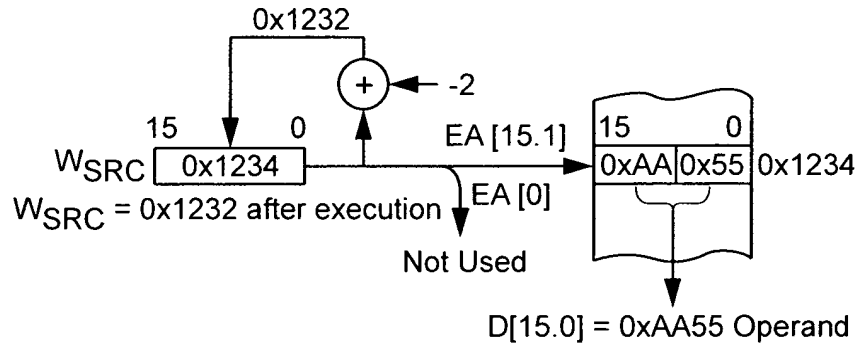 0x1232
+ -2
15 0 EA [15.1] 15 0
WSRC 0x1234 0xAA 0x55 0x1234
EA [0]
WSRC = 0x1232 after execution
Not Used
D[15.0] = 0xAA55 Operand